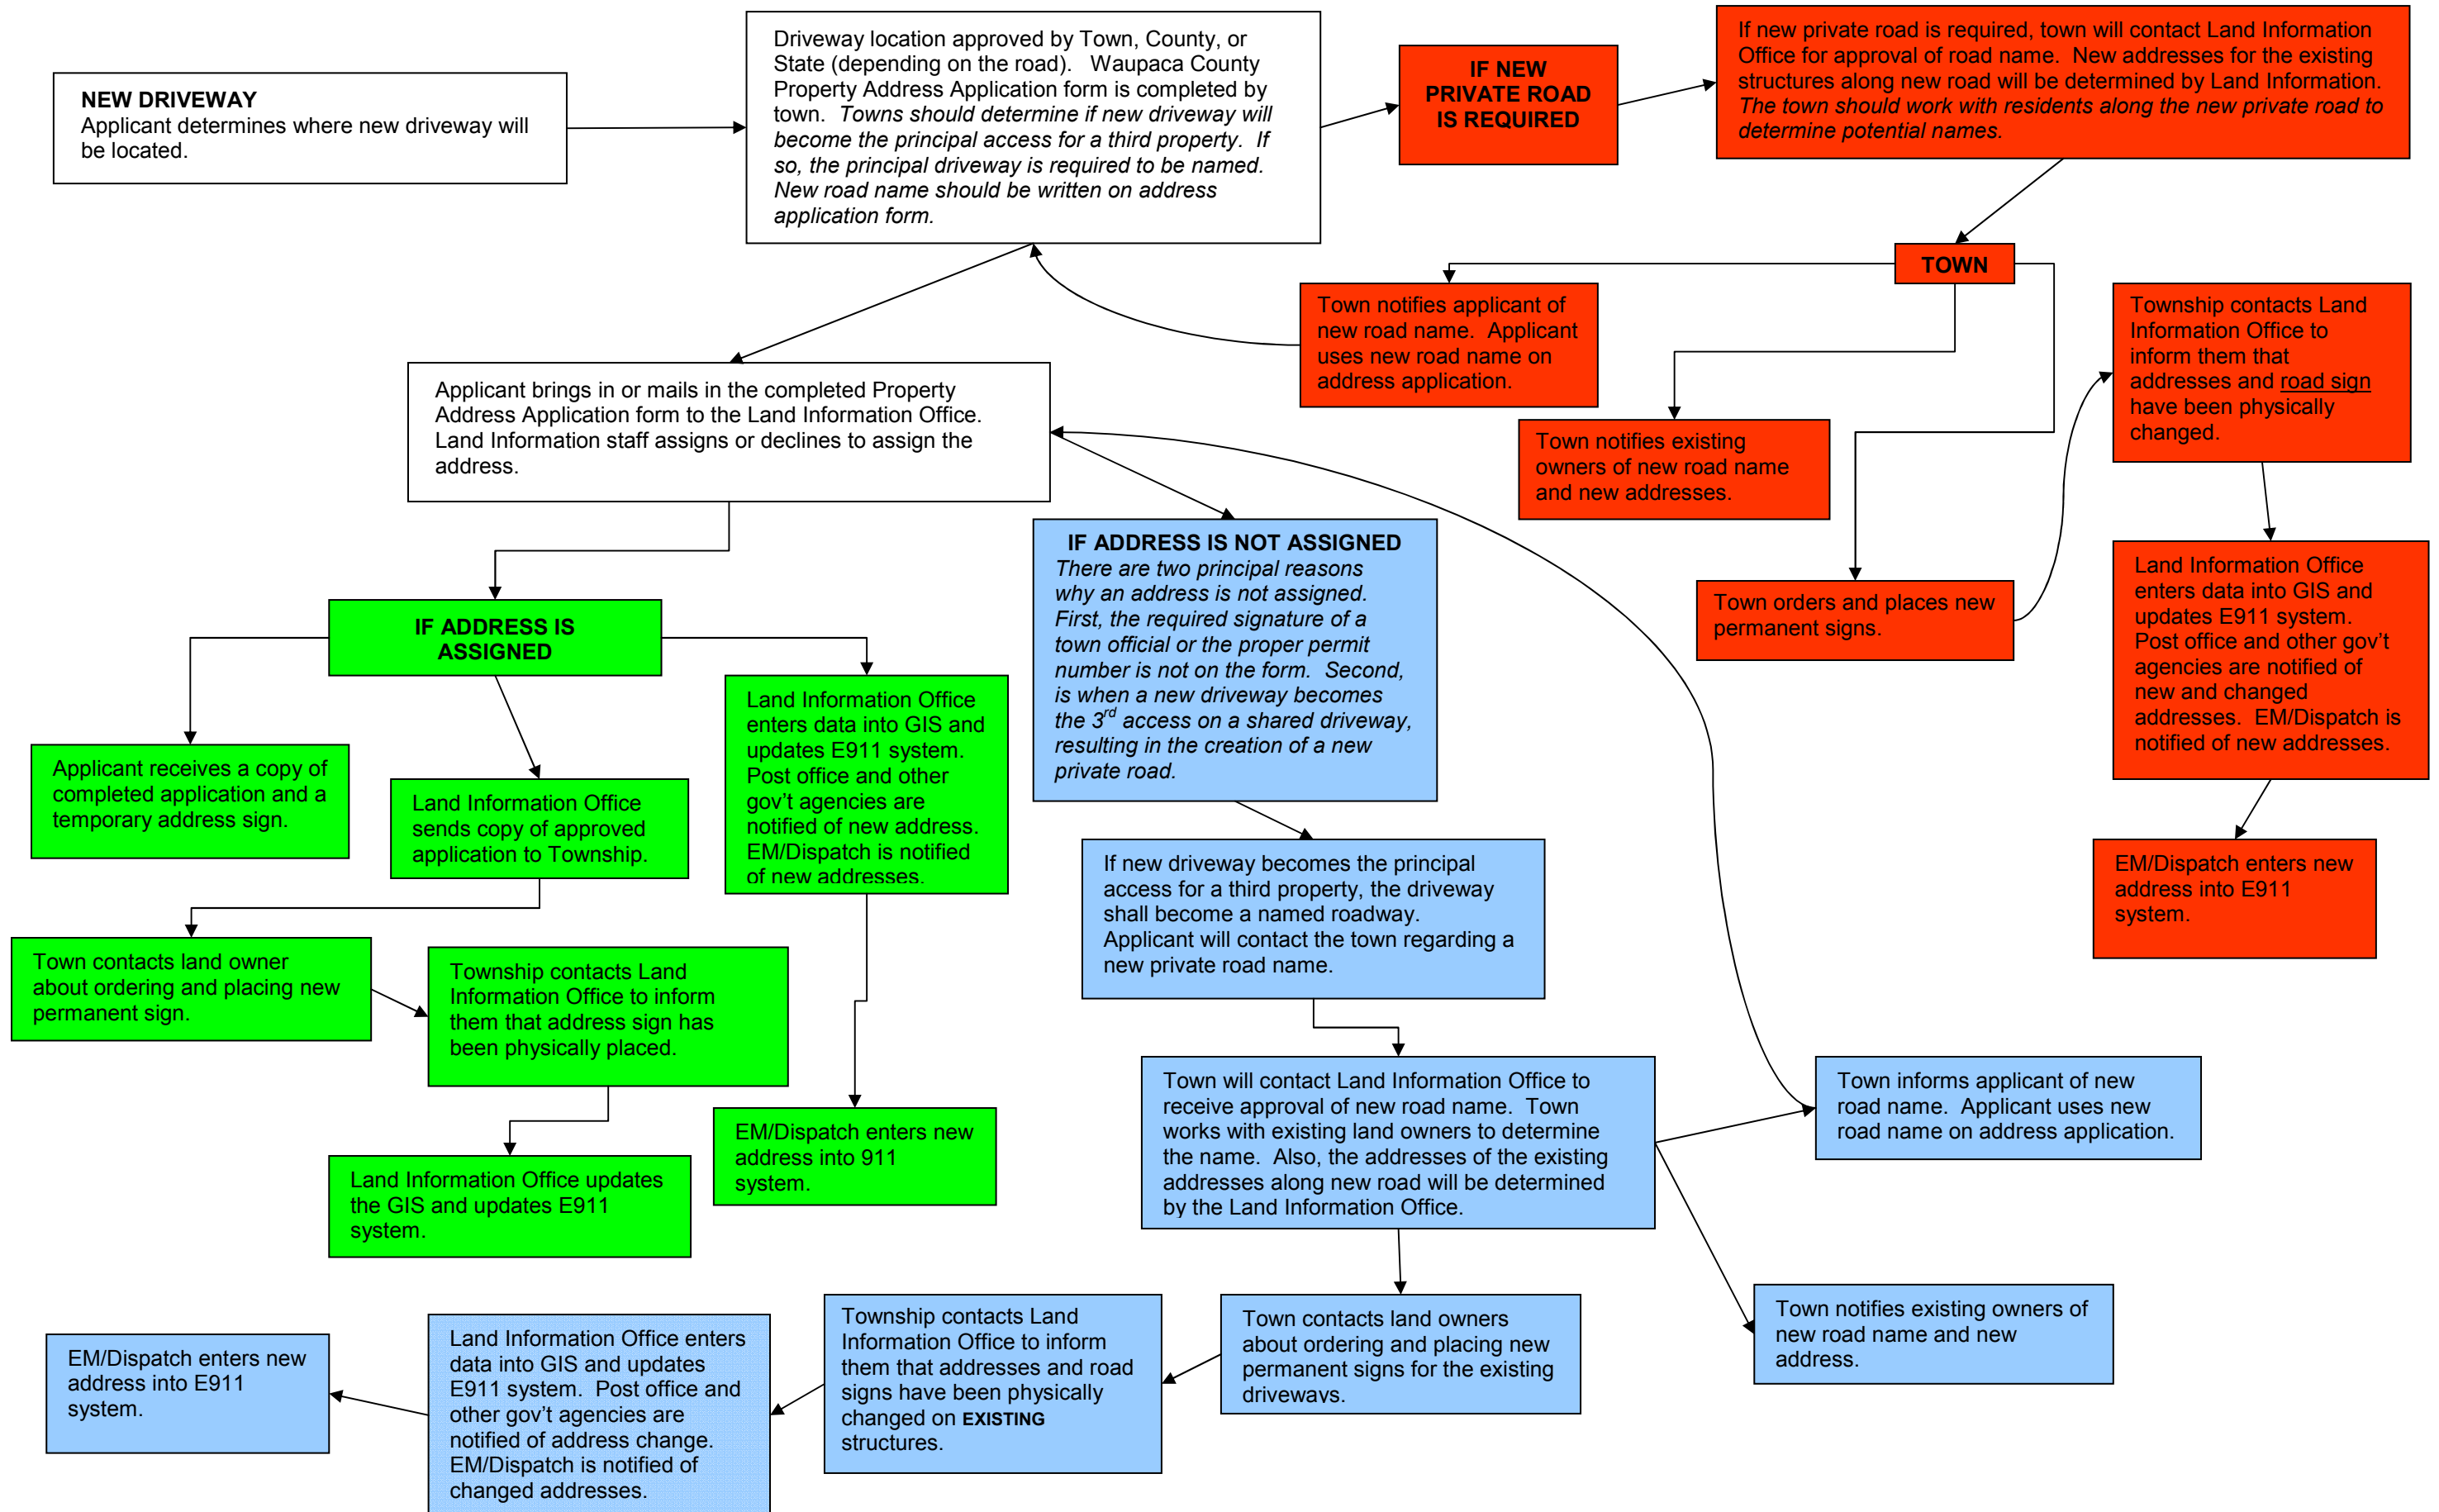 NEW DRIVEWAY
Applicant determines where new driveway will
be located.
Driveway location approved by Town, County, or
State (depending on the road).   Waupaca County
Property Address Application form is completed by
town.  Towns should determine if new driveway will
become the principal access for a third property.  If
so, the principal driveway is required to be named.
New road name should be written on address
application form.
IF NEW
PRIVATE ROAD
IS REQUIRED
If new private road is required, town will contact Land Information
Office for approval of road name.  New addresses for the existing
structures along new road will be determined by Land Information.
The town should work with residents along the new private road to
determine potential names.
TOWN
Town notifies applicant of
new road name.  Applicant
uses new road name on
address application.
Town notifies existing
owners of new road name
and new addresses.
Town orders and places new
permanent signs.
Township contacts Land
Information Office to
inform them that
addresses and road sign
have been physically
changed.
Land Information Office
enters data into GIS and
updates E911 system.
Post office and other gov’t
agencies are notified of
new and changed
addresses.  EM/Dispatch is
notified of new addresses.
EM/Dispatch enters new
address into E911
system.
Applicant brings in or mails in the completed Property
Address Application form to the Land Information Office.
Land Information staff assigns or declines to assign the
address.
IF ADDRESS IS
ASSIGNED
Applicant receives a copy of
completed application and a
temporary address sign.
Land Information Office
sends copy of approved
application to Township.
Land Information Office
enters data into GIS and
updates E911 system.
Post office and other
gov’t agencies are
notified of new address.
EM/Dispatch is notified
of new addresses.
Town contacts land owner
about ordering and placing new
permanent sign.
Township contacts Land
Information Office to inform
them that address sign has
been physically placed.
Land Information Office updates
the GIS and updates E911
system.
EM/Dispatch enters new
address into 911
system.
IF ADDRESS IS NOT ASSIGNED
There are two principal reasons
why an address is not assigned.
First, the required signature of a
town official or the proper permit
number is not on the form.  Second,
is when a new driveway becomes
the 3rd access on a shared driveway,
resulting in the creation of a new
private road.
If new driveway becomes the principal
access for a third property, the driveway
shall become a named roadway.
Applicant will contact the town regarding a
new private road name.
Town will contact Land Information Office to
receive approval of new road name.  Town
works with existing land owners to determine
the name.  Also, the addresses of the existing
addresses along new road will be determined
by the Land Information Office.
Town informs applicant of new
road name.  Applicant uses new
road name on address application.
Town notifies existing owners of
new road name and new
address.
Town contacts land owners
about ordering and placing new
permanent signs for the existing
driveways.
Township contacts Land
Information Office to inform
them that addresses and road
signs have been physically
changed on EXISTING
structures.
Land Information Office enters
data into GIS and updates
E911 system.  Post office and
other gov’t agencies are
notified of address change.
EM/Dispatch is notified of
changed addresses.
EM/Dispatch enters new
address into E911
system.